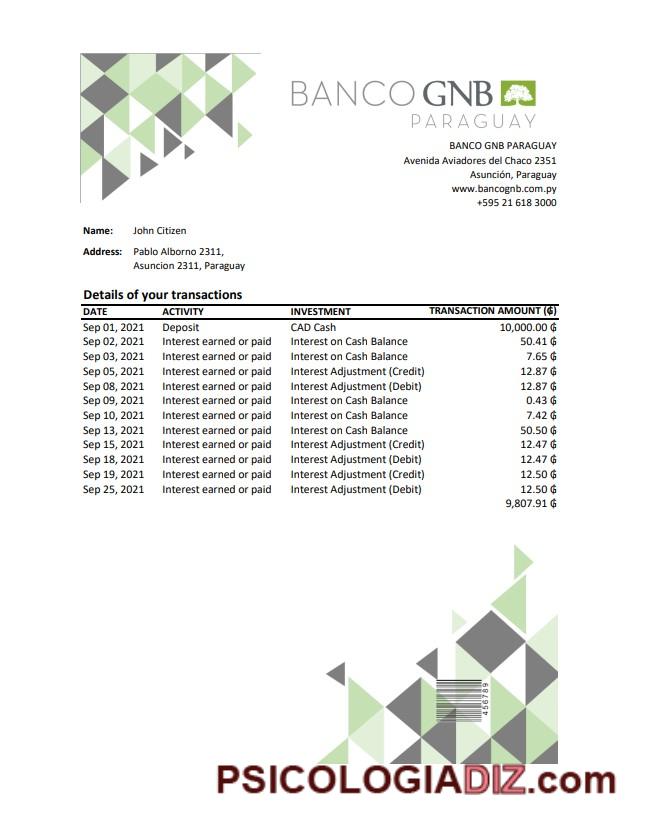 BANCO GNB
PARAGUAY
BANCO GNB PARAGUAY
Avenida Aviadores del Chaco 2351
Asunción, Paraguay
www.bancognb.com.py
+595 21 618 3000
Name: John Citizen
Address: Pablo Alborno 2311,
Asuncion 2311, Paraguay
Details of your transactions
DATE ACTIVITY INVESTMENT TRANSACTION AMOUNT (₲)
Sep 01, 2021 Deposit CAD Cash 10,000.00 ₲
Sep 02, 2021 Interest earned or paid Interest on Cash Balance 50.41 ₲
Sep 03, 2021 Interest earned or paid Interest on Cash Balance 7.65 ₲
Sep 05, 2021 Interest earned or paid Interest Adjustment (Credit) 12.87 ₲
Sep 08, 2021 Interest earned or paid Interest Adjustment (Debit) 12.87 ₲
Sep 09, 2021 Interest earned or paid Interest on Cash Balance 0.43 ₲
Sep 10, 2021 Interest earned or paid Interest on Cash Balance 7.42 ₲
Sep 13, 2021 Interest earned or paid Interest on Cash Balance 50.50 ₲
Sep 15, 2021 Interest earned or paid Interest Adjustment (Credit) 12.47 ₲
Sep 18, 2021 Interest earned or paid Interest Adjustment (Debit) 12.47 ₲
Sep 19, 2021 Interest earned or paid Interest Adjustment (Credit) 12.50 ₲
Sep 25, 2021 Interest earned or paid Interest Adjustment (Debit) 12.50 ₲
9,807.91 ₲
456789
PSICOLOGIADIZ.com